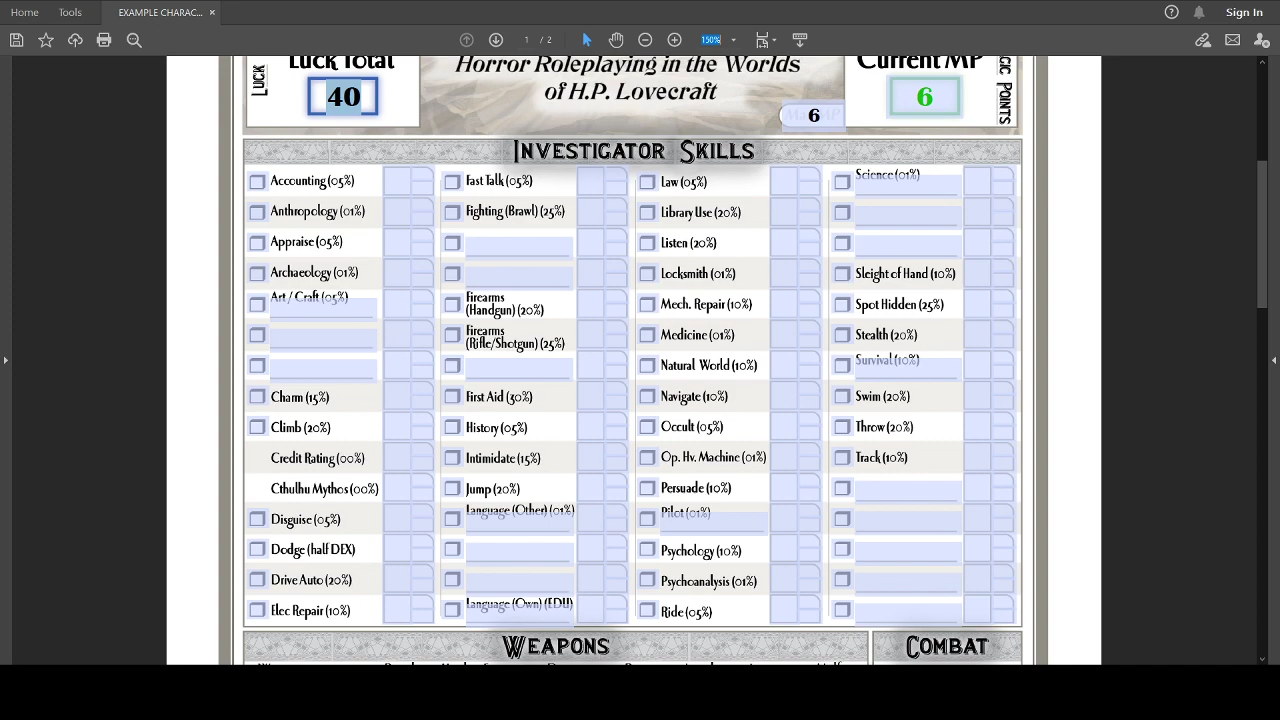 Home Tools EXAMPLE CHARAC... × Sign In
1 / 2 150%
LUCK
Luck Total
40
Horror Roleplaying in the Worlds
of H.P. Lovecraft
6
Current MP
6
INVESTIGATOR SKILLS
Accounting (05%)
Anthropology (01%)
Appraise (05%)
Archaeology (01%)
Art / Craft (05%)
Charm (15%)
Climb (20%)
Credit Rating (00%)
Cthulhu Mythos (00%)
Disguise (05%)
Dodge (half DEX)
Drive Auto (20%)
Elec Repair (10%)
Fast Talk (05%)
Fighting (Brawl) (25%)
Firearms
(Handgun) (20%)
Firearms
(Rifle/Shotgun) (25%)
First Aid (30%)
History (05%)
Intimidate (15%)
Jump (20%)
Language (Other) (01%)
Language (Own) (EDU)
Law (05%)
Library Use (20%)
Listen (20%)
Locksmith (01%)
Mech. Repair (10%)
Medicine (01%)
Natural World (10%)
Navigate (10%)
Occult (05%)
Op. Hv. Machine (01%)
Persuade (10%)
Pilot (01%)
Psychology (10%)
Psychoanalysis (01%)
Ride (05%)
Science (01%)
Sleight of Hand (10%)
Spot Hidden (25%)
Stealth (20%)
Survival (10%)
Swim (20%)
Throw (20%)
Track (10%)
WEAPONS
COMBAT